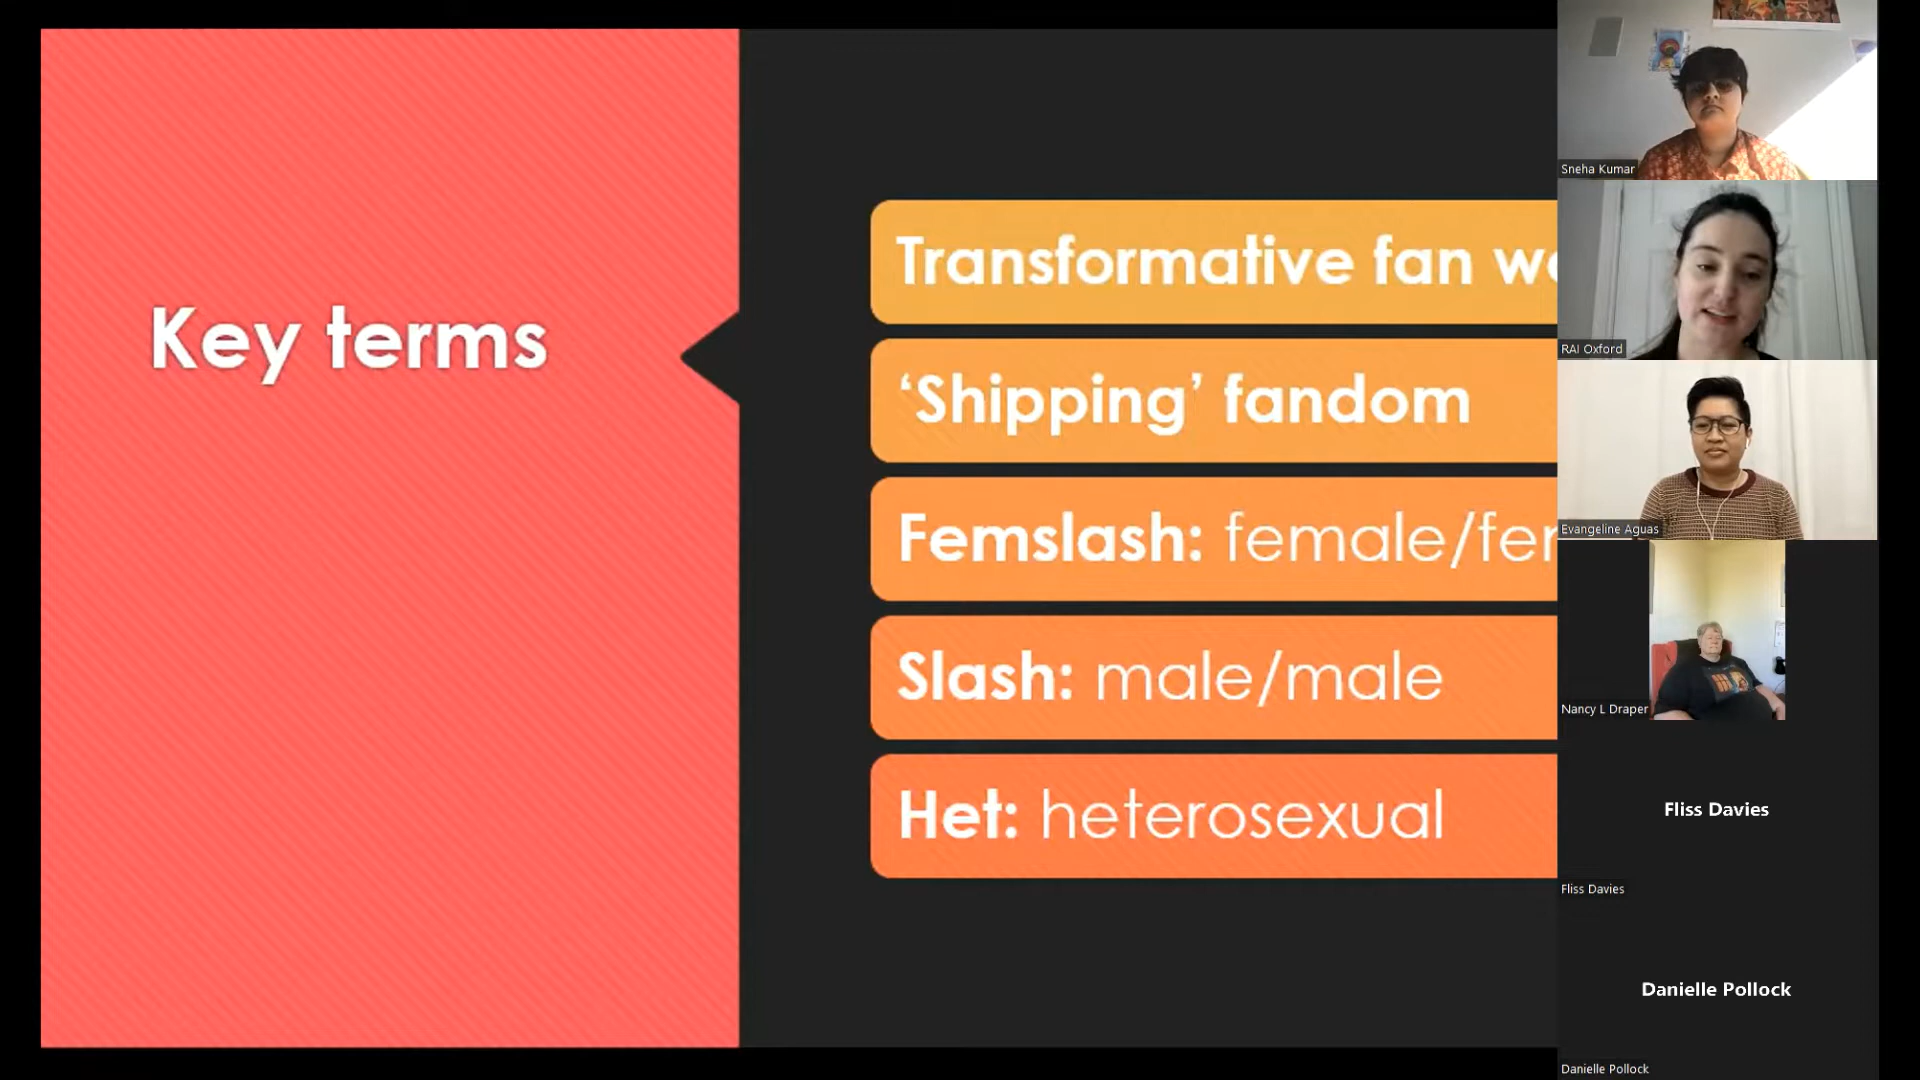 Key terms
Transformative fan
‘Shipping’ fandom
Femslash: female/
Slash: male/male
Het: heterosexual
Sneha Kumar
RAI Oxford
Evangeline Aguas
Nancy L Draper
Fliss Davies
Fliss Davies
Danielle Pollock
Danielle Pollock